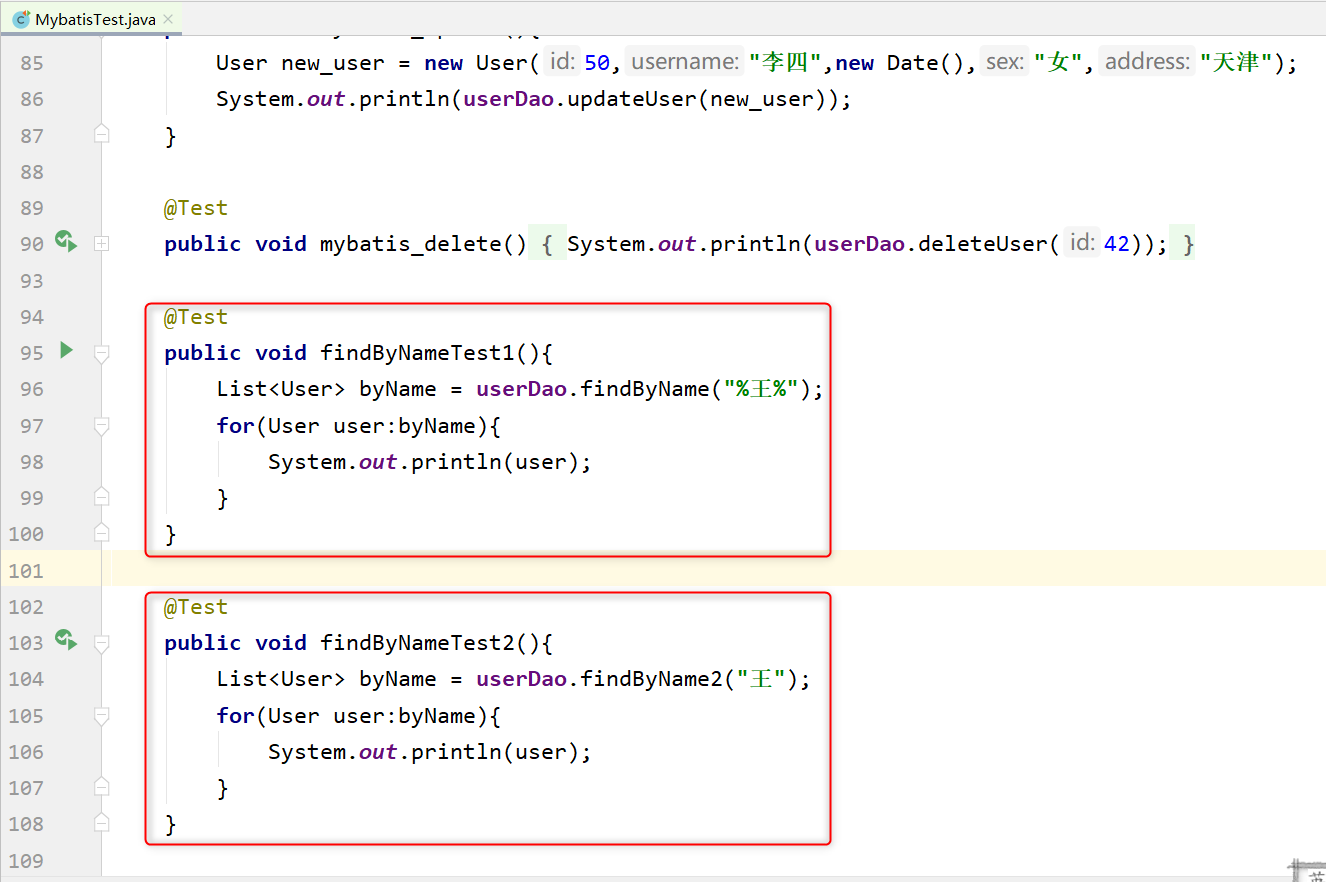 MybatisTest.java
85 User new_user = new User( id: 50, username: "李四",new Date(), sex: "女", address: "天津");
86 System.out.println(userDao.updateUser(new_user));
87 }
88
89 @Test
90 public void mybatis_delete() { System.out.println(userDao.deleteUser( id: 42)); }
93
94 @Test
95 public void findByNameTest1(){
96 List<User> byName = userDao.findByName("%王%");
97 for(User user:byName){
98 System.out.println(user);
99 }
100 }
101
102 @Test
103 public void findByNameTest2(){
104 List<User> byName = userDao.findByName2("王");
105 for(User user:byName){
106 System.out.println(user);
107 }
108 }
109